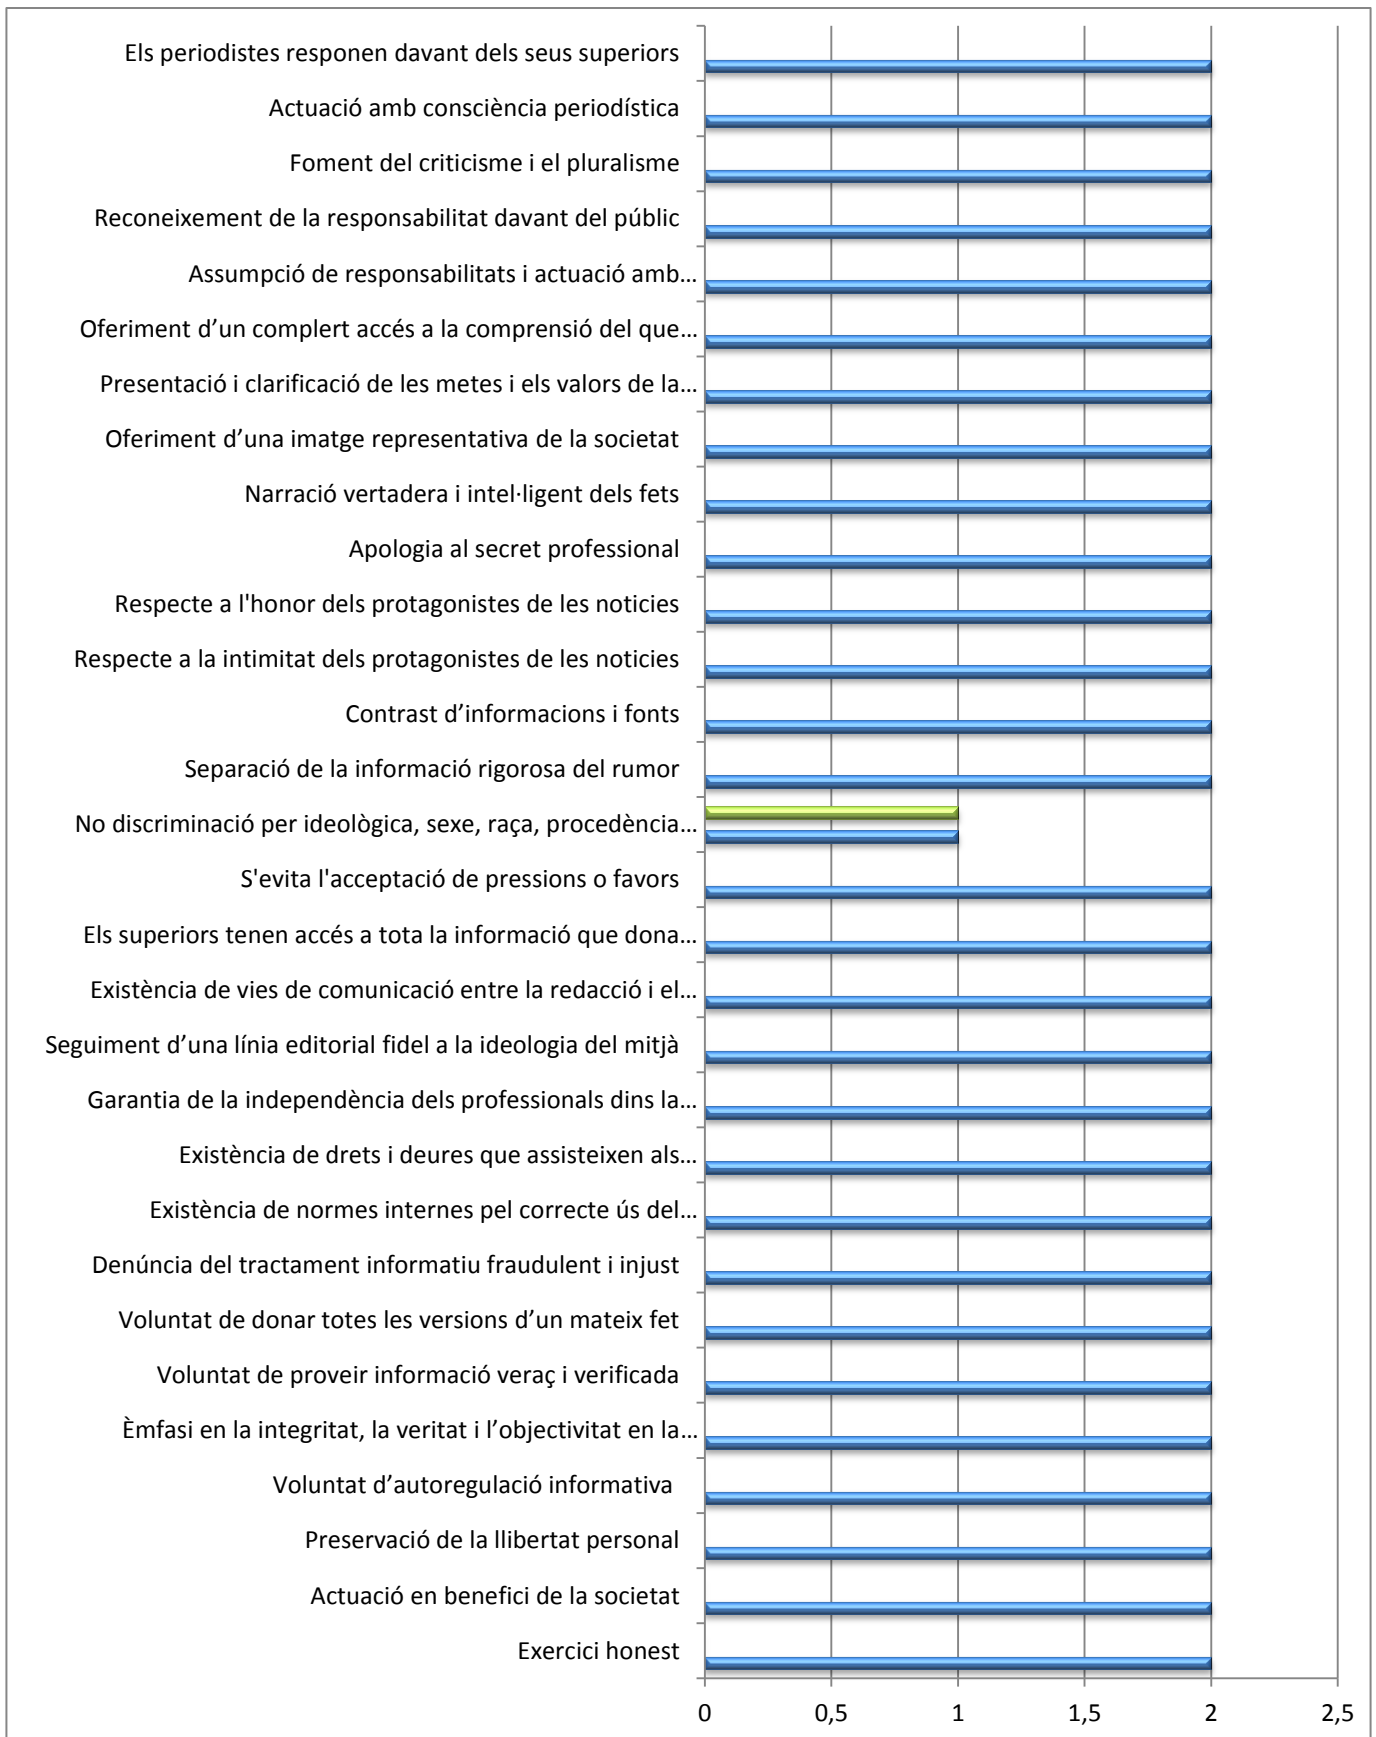 Els periodistes responen davant dels seus superiors
Actuació amb consciència periodística
Foment del criticisme i el pluralisme
Reconeixement de la responsabilitat davant del públic
Assumpció de responsabilitats i actuació amb...
Oferiment d’un complert accés a la comprensió del que...
Presentació i clarificació de les metes i els valors de la...
Oferiment d’una imatge representativa de la societat
Narració vertadera i intel·ligent dels fets
Apologia al secret professional
Respecte a l'honor dels protagonistes de les noticies
Respecte a la intimitat dels protagonistes de les noticies
Contrast d’informacions i fonts
Separació de la informació rigorosa del rumor
No discriminació per ideològica, sexe, raça, procedència...
S'evita l'acceptació de pressions o favors
Els superiors tenen accés a tota la informació que dona...
Existència de vies de comunicació entre la redacció i el...
Seguiment d’una línia editorial fidel a la ideologia del mitjà
Garantia de la independència dels professionals dins la...
Existència de drets i deures que assisteixen als...
Existència de normes internes pel correcte ús del...
Denúncia del tractament informatiu fraudulent i injust
Voluntat de donar totes les versions d’un mateix fet
Voluntat de proveir informació veraç i verificada
Èmfasi en la integritat, la veritat i l’objectivitat en la...
Voluntat d’autoregulació informativa
Preservació de la llibertat personal
Actuació en benefici de la societat
Exercici honest
0 0,5 1 1,5 2 2,5